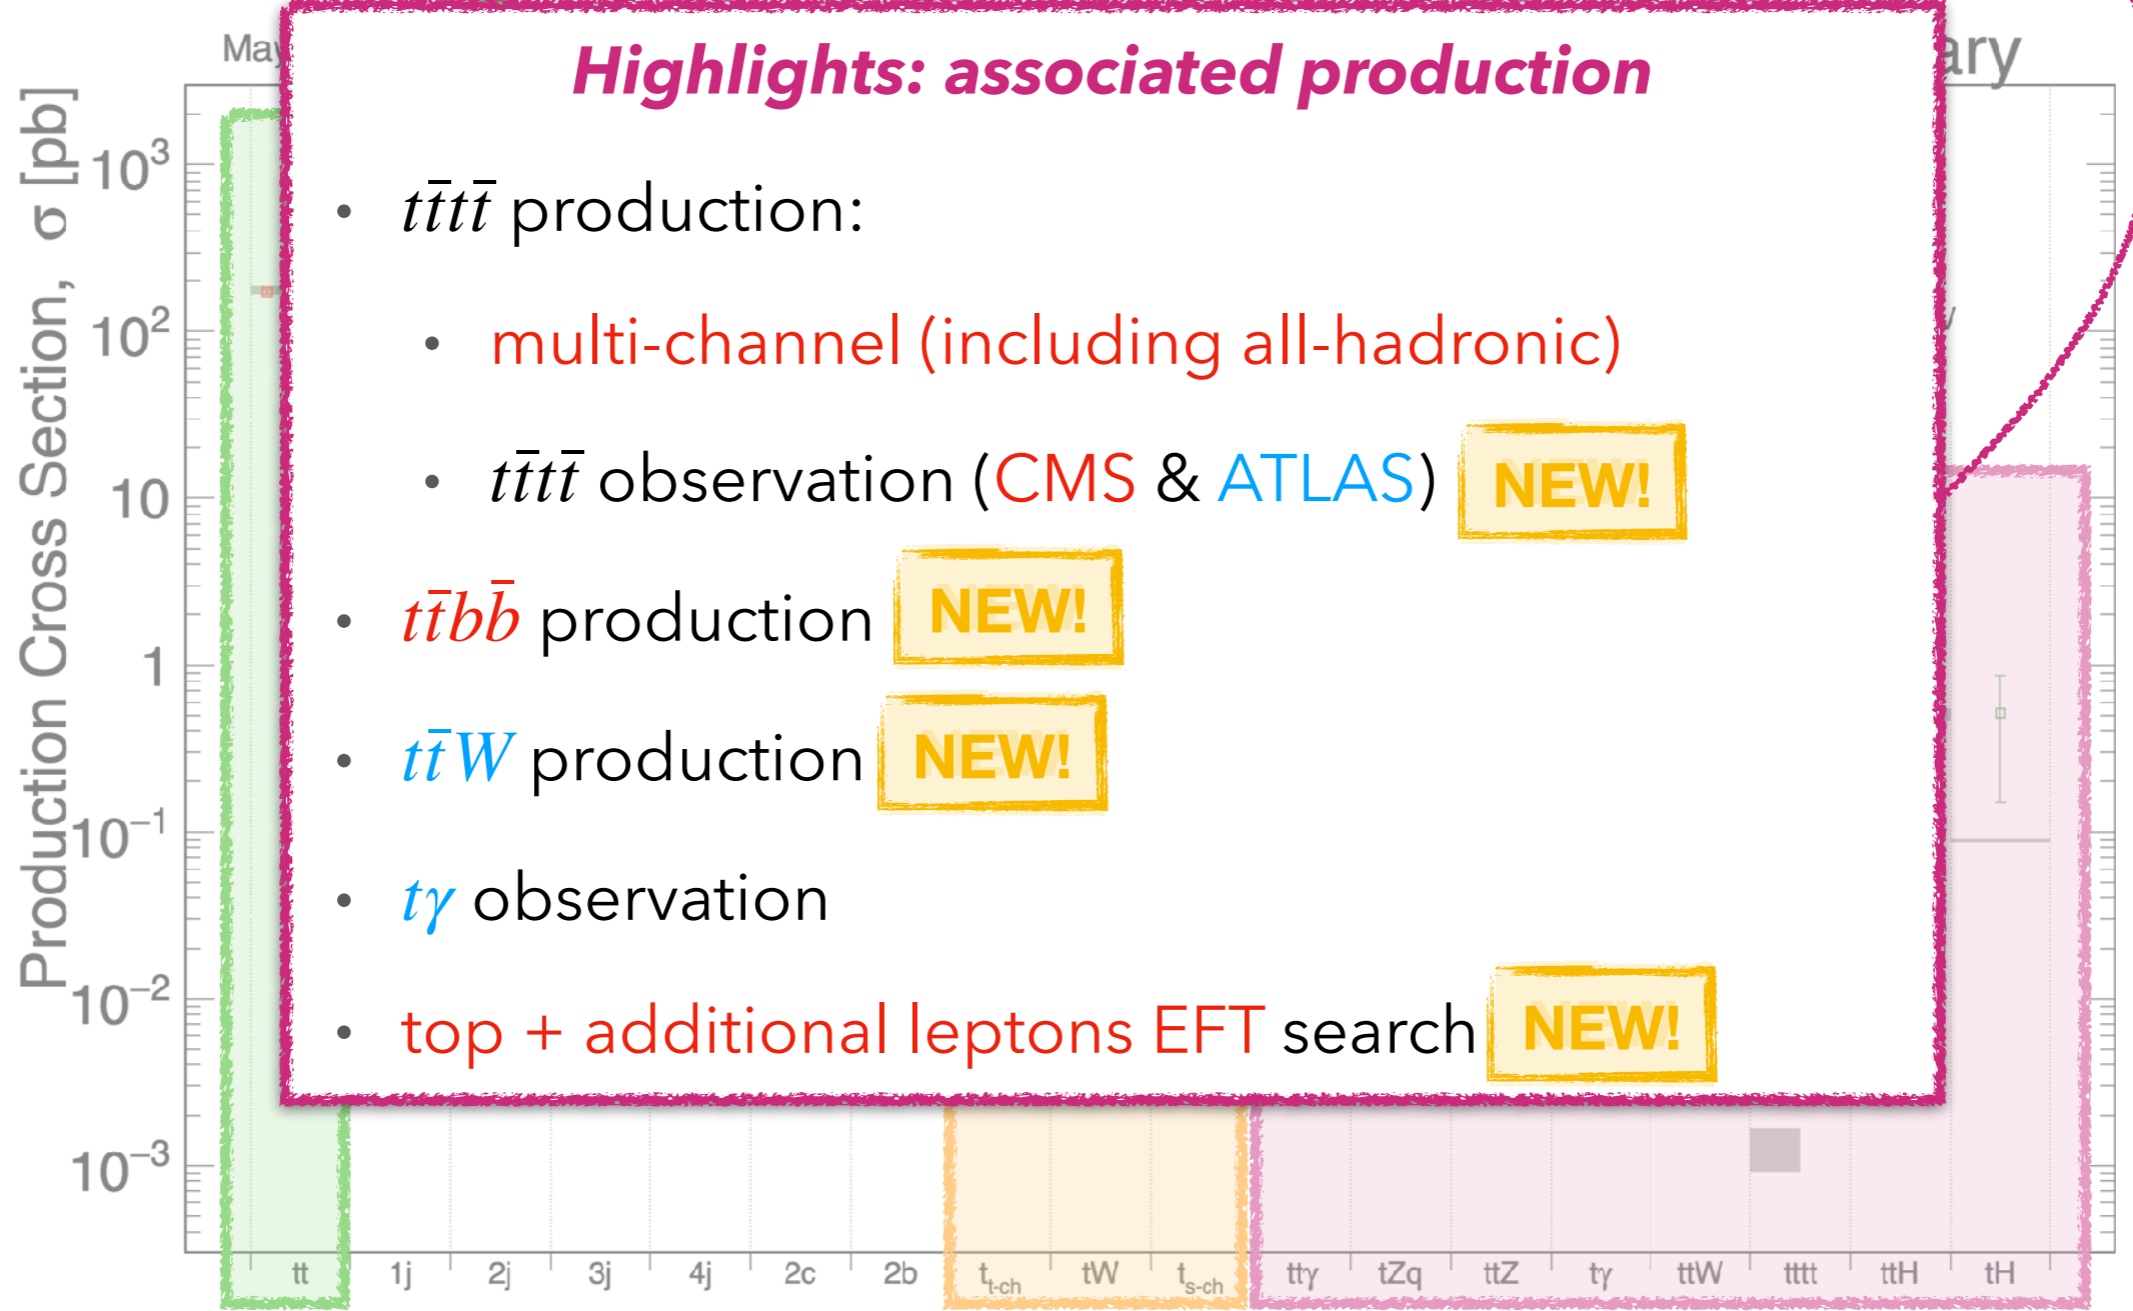 Highlights: associated production
• tt̄tt̄ production:
• multi-channel (including all-hadronic)
• tt̄tt̄ observation (CMS & ATLAS) NEW!
• tt̄bb̄ production NEW!
• tt̄W production NEW!
• tγ observation
• top + additional leptons EFT search NEW!
Production Cross Section, σ [pb]
10³
10²
10
1
10⁻¹
10⁻²
10⁻³
tt 1j 2j 3j 4j 2c 2b t_t-ch tW t_s-ch ttγ tZq ttZ tγ ttW tttt ttH tH